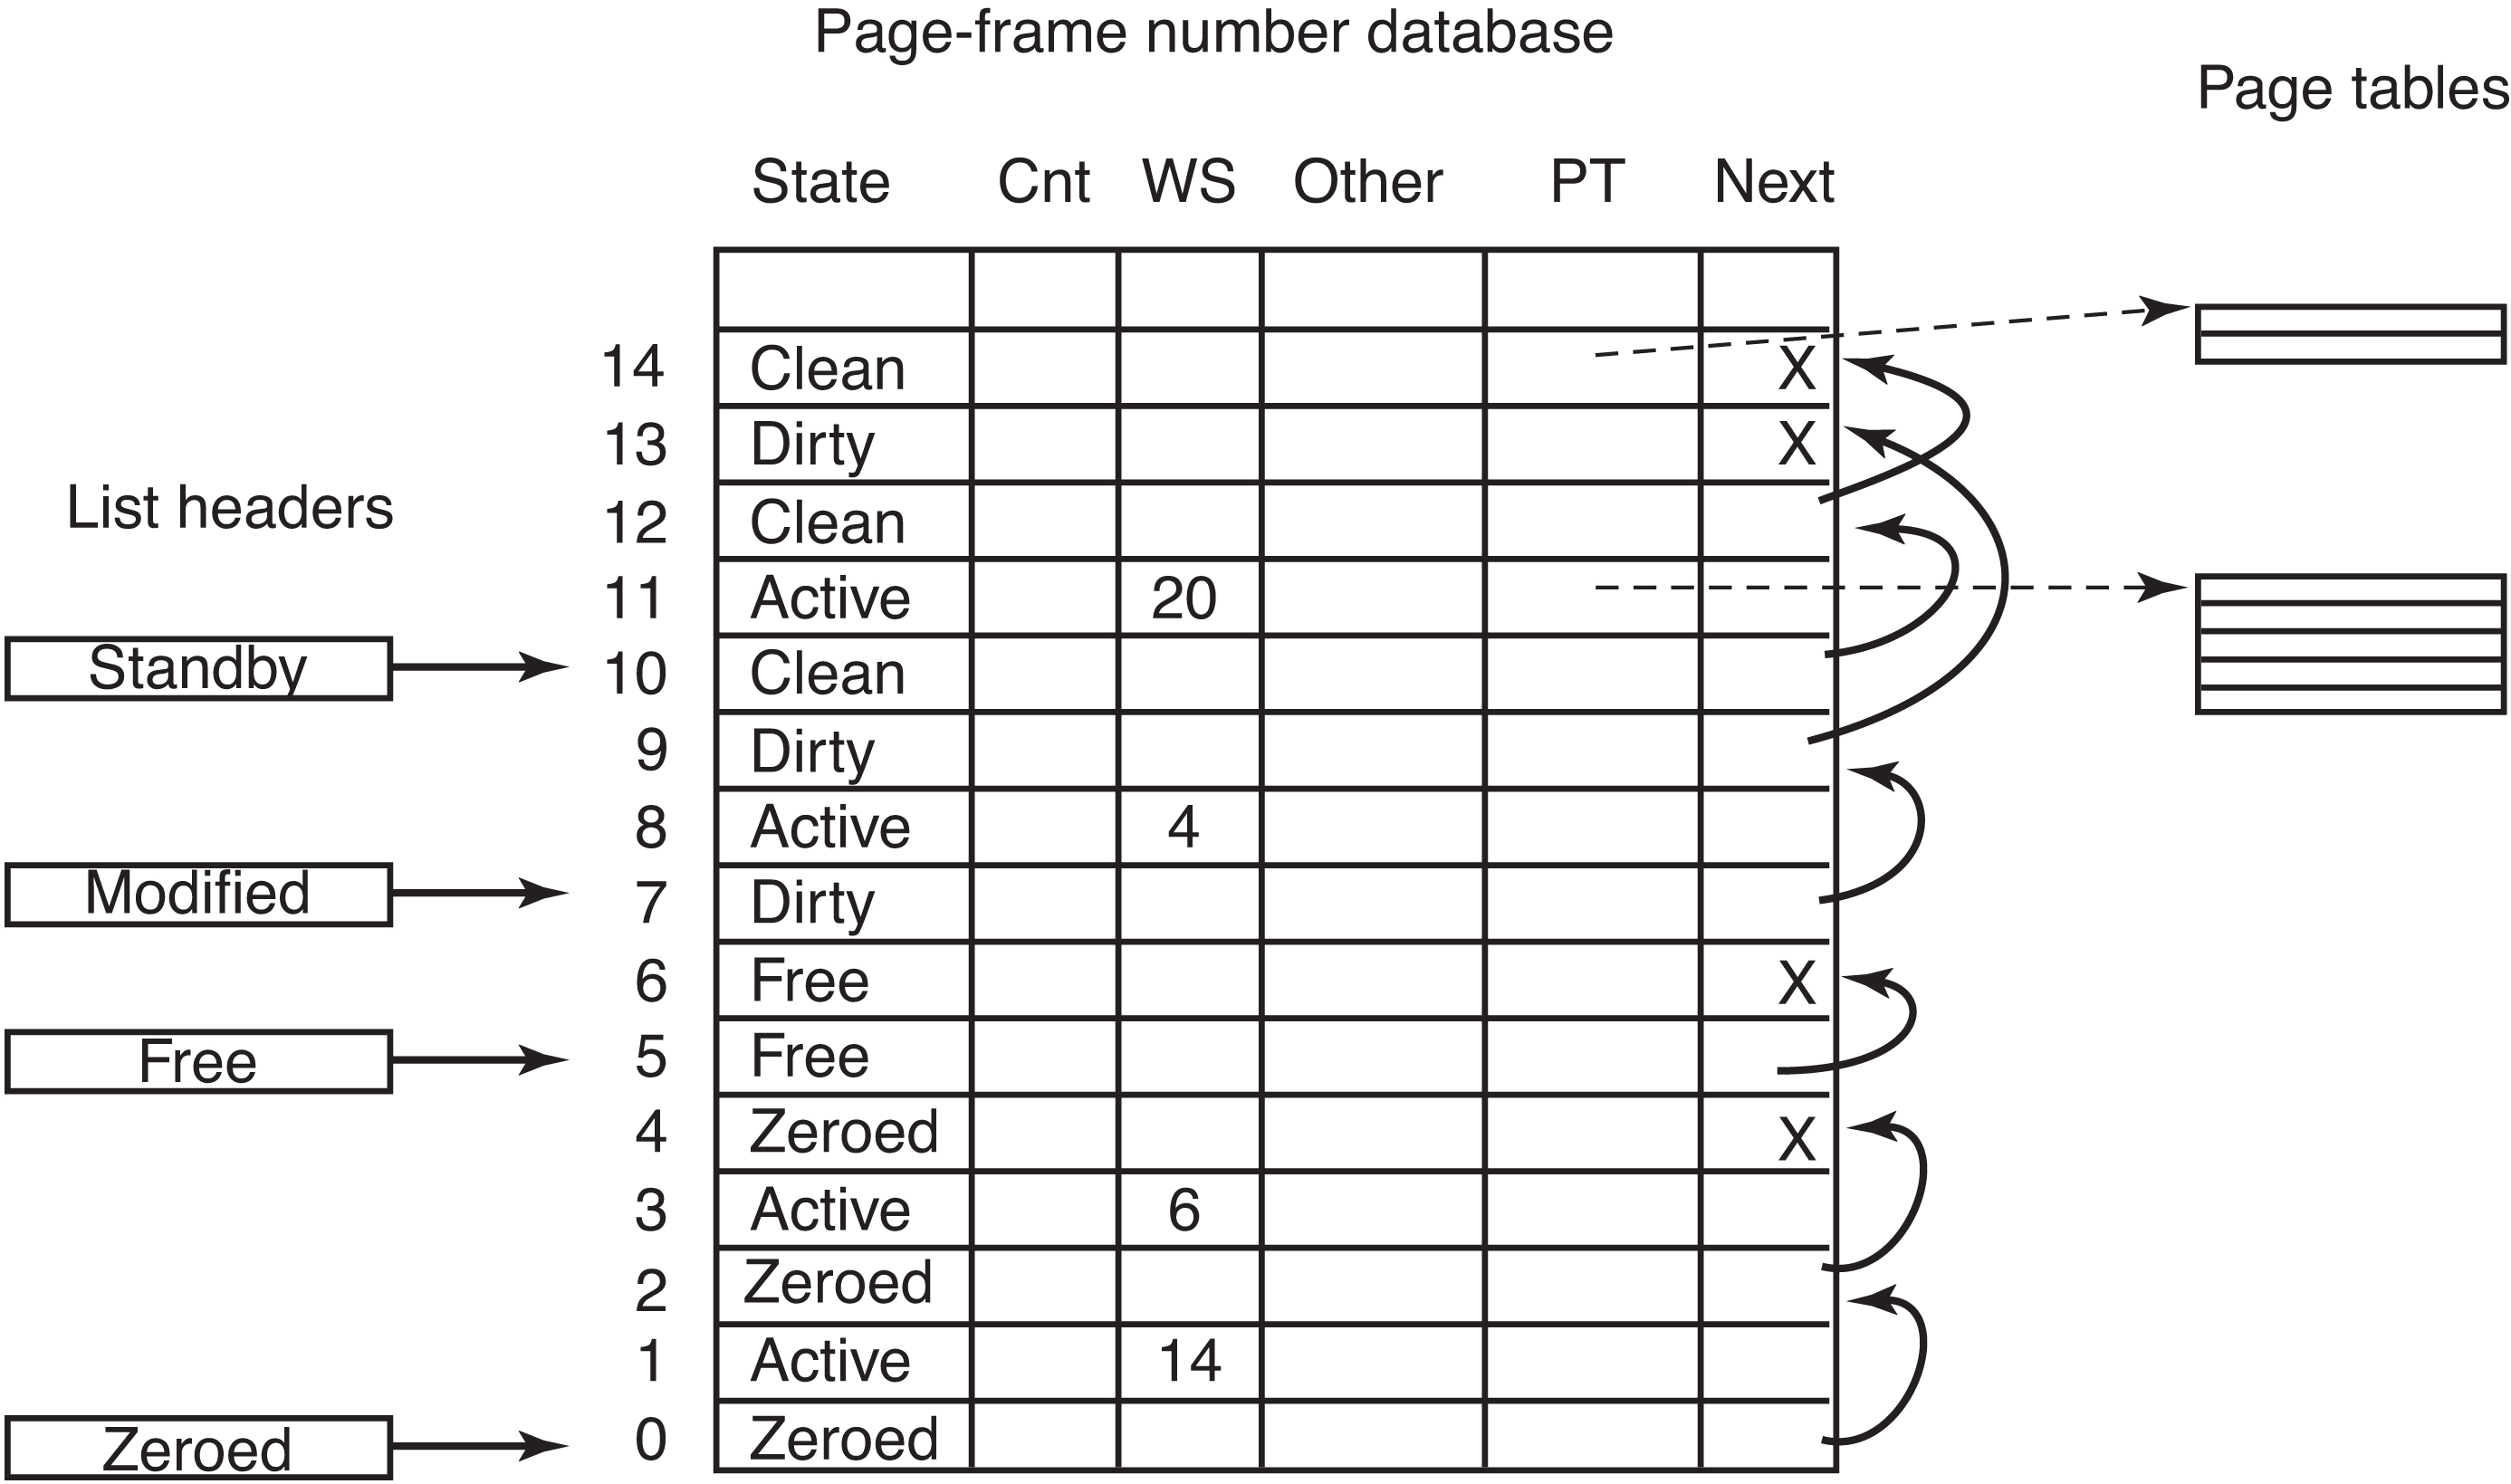 Page-frame number database
Page tables
State Cnt WS Other PT Next
14 Clean X
13 Dirty X
List headers
12 Clean
11 Active 20
Standby 10 Clean
9 Dirty
8 Active 4
Modified 7 Dirty
6 Free X
Free 5 Free
4 Zeroed X
3 Active 6
2 Zeroed
1 Active 14
Zeroed 0 Zeroed